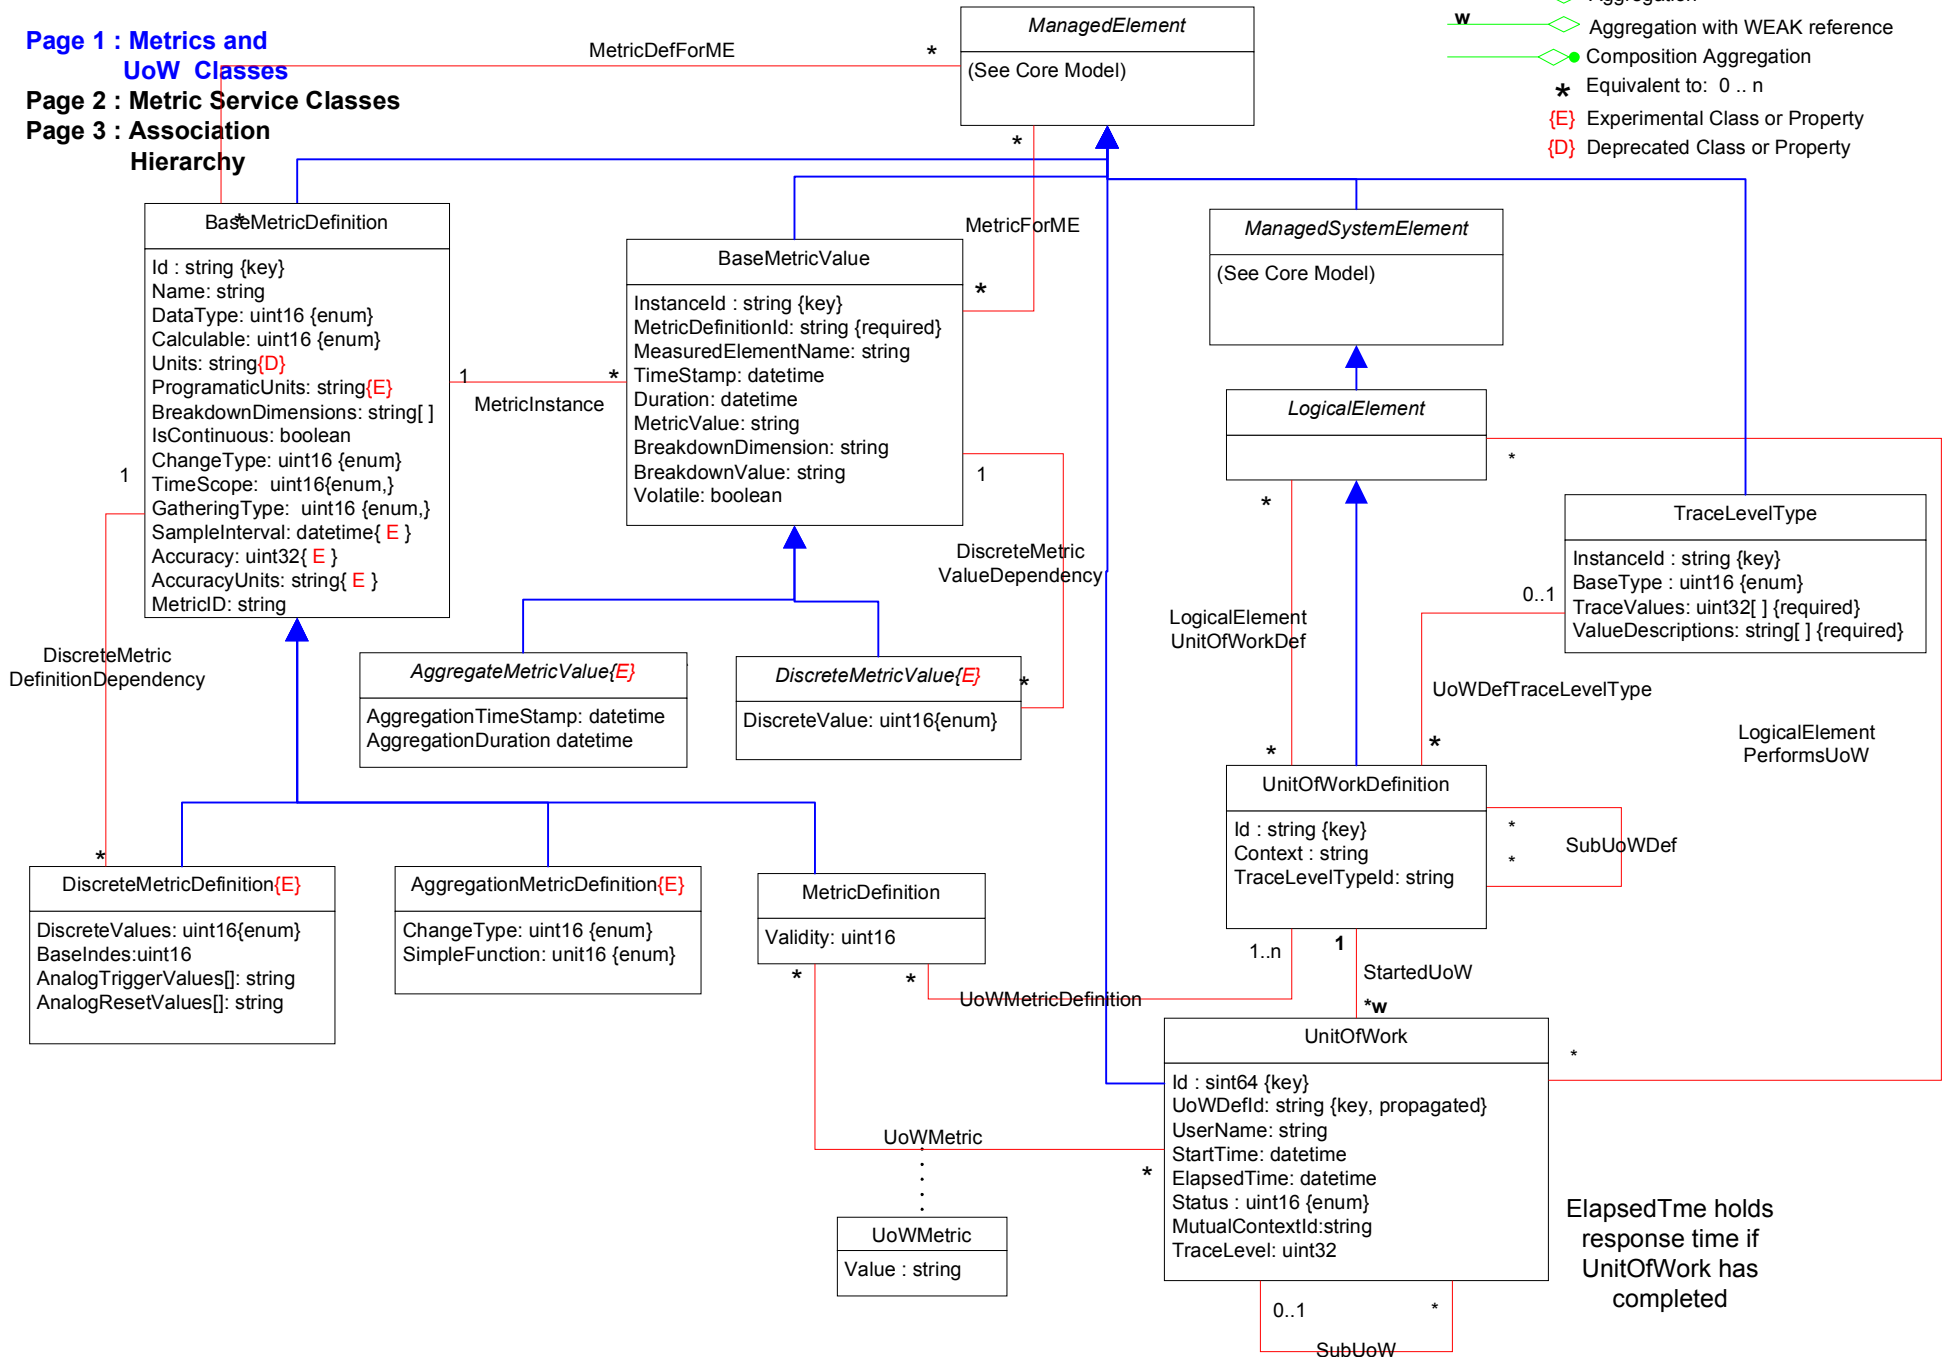 Page 1 : Metrics and
UoW Classes
Page 2 : Metric Service Classes
Page 3 : Association
Hierarchy
Aggregation
w
Aggregation with WEAK reference
Composition Aggregation
* Equivalent to: 0 .. n
{E} Experimental Class or Property
{D} Deprecated Class or Property
ManagedElement
(See Core Model)
MetricDefForME
*
*
*
MetricForME
*
BaseMetricDefinition
Id : string {key}
Name: string
DataType: uint16 {enum}
Calculable: uint16 {enum}
Units: string{D}
ProgramaticUnits: string{E}
BreakdownDimensions: string[ ]
IsContinuous: boolean
ChangeType: uint16 {enum}
TimeScope: uint16{enum,}
GatheringType: uint16 {enum,}
SampleInterval: datetime{ E }
Accuracy: uint32{ E }
AccuracyUnits: string{ E }
MetricID: string
1
*
MetricInstance
BaseMetricValue
InstanceId : string {key}
MetricDefinitionId: string {required}
MeasuredElementName: string
TimeStamp: datetime
Duration: datetime
MetricValue: string
BreakdownDimension: string
BreakdownValue: string
Volatile: boolean
1
DiscreteMetric
ValueDependency
*
ManagedSystemElement
(See Core Model)
LogicalElement
*
*
LogicalElement
UnitOfWorkDef
*
TraceLevelType
InstanceId : string {key}
BaseType : uint16 {enum}
TraceValues: uint32[ ] {required}
ValueDescriptions: string[ ] {required}
0..1
UoWDefTraceLevelType
*
LogicalElement
PerformsUoW
*
1
DiscreteMetric
DefinitionDependency
*
AggregateMetricValue{E}
AggregationTimeStamp: datetime
AggregationDuration datetime
DiscreteMetricValue{E}
DiscreteValue: uint16{enum}
UnitOfWorkDefinition
Id : string {key}
Context : string
TraceLevelTypeId: string
*
*
SubUoWDef
DiscreteMetricDefinition{E}
DiscreteValues: uint16{enum}
BaseIndes:uint16
AnalogTriggerValues[]: string
AnalogResetValues[]: string
AggregationMetricDefinition{E}
ChangeType: uint16 {enum}
SimpleFunction: unit16 {enum}
MetricDefinition
Validity: uint16
*
*
UoWMetricDefinition
1..n
1
StartedUoW
*w
UnitOfWork
Id : sint64 {key}
UoWDefId: string {key, propagated}
UserName: string
StartTime: datetime
ElapsedTime: datetime
Status : uint16 {enum}
MutualContextId:string
TraceLevel: uint32
UoWMetric
*
UoWMetric
Value : string
ElapsedTme holds
response time if
UnitOfWork has
completed
0..1
*
SubUoW